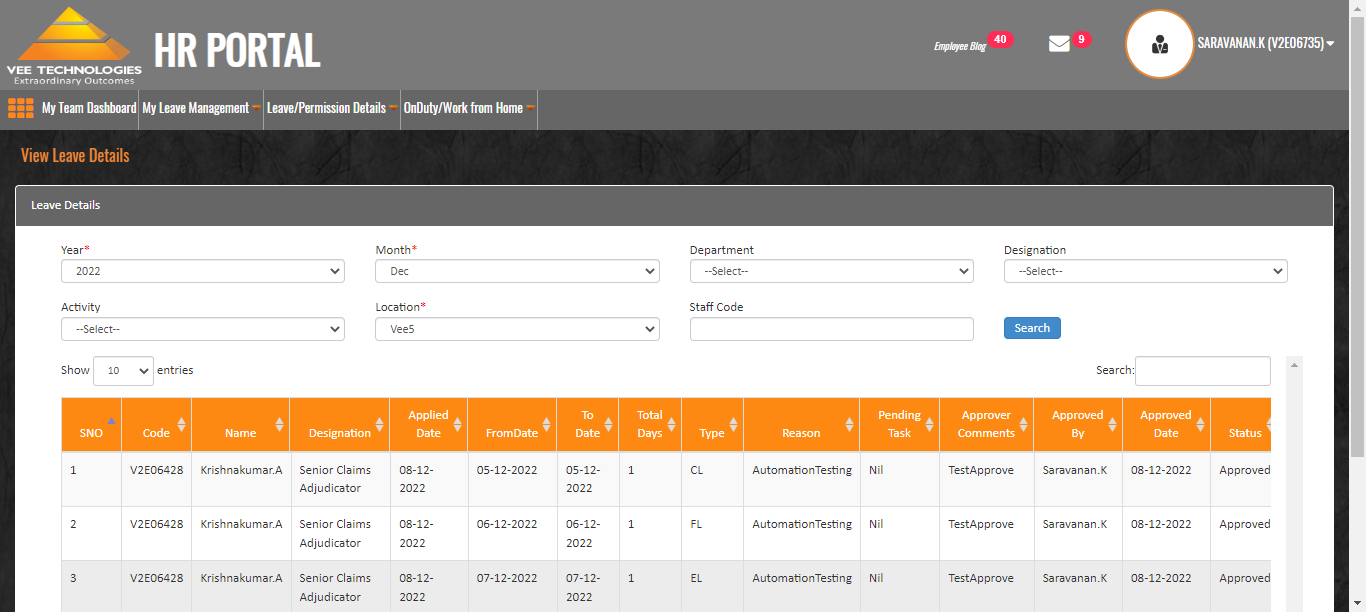 VEE TECHNOLOGIES
Extraordinary Outcomes
HR PORTAL
Employee Blog 40
9
SARAVANAN.K (V2E06735)
My Team Dashboard My Leave Management Leave/Permission Details OnDuty/Work from Home
View Leave Details
Leave Details
Year* Month* Department Designation
2022 Dec --Select-- --Select--
Activity Location* Staff Code
--Select-- Vee5 Search
Show 10 entries Search:
SNO Code Name Designation Applied Date FromDate To Date Total Days Type Reason Pending Task Approver Comments Approved By Approved Date Status
1 V2E06428 Krishnakumar.A Senior Claims Adjudicator 08-12-2022 05-12-2022 05-12-2022 1 CL AutomationTesting Nil TestApprove Saravanan.K 08-12-2022 Approved
2 V2E06428 Krishnakumar.A Senior Claims Adjudicator 08-12-2022 06-12-2022 06-12-2022 1 FL AutomationTesting Nil TestApprove Saravanan.K 08-12-2022 Approved
3 V2E06428 Krishnakumar.A Senior Claims Adjudicator 08-12-2022 07-12-2022 07-12-2022 1 EL AutomationTesting Nil TestApprove Saravanan.K 08-12-2022 Approved